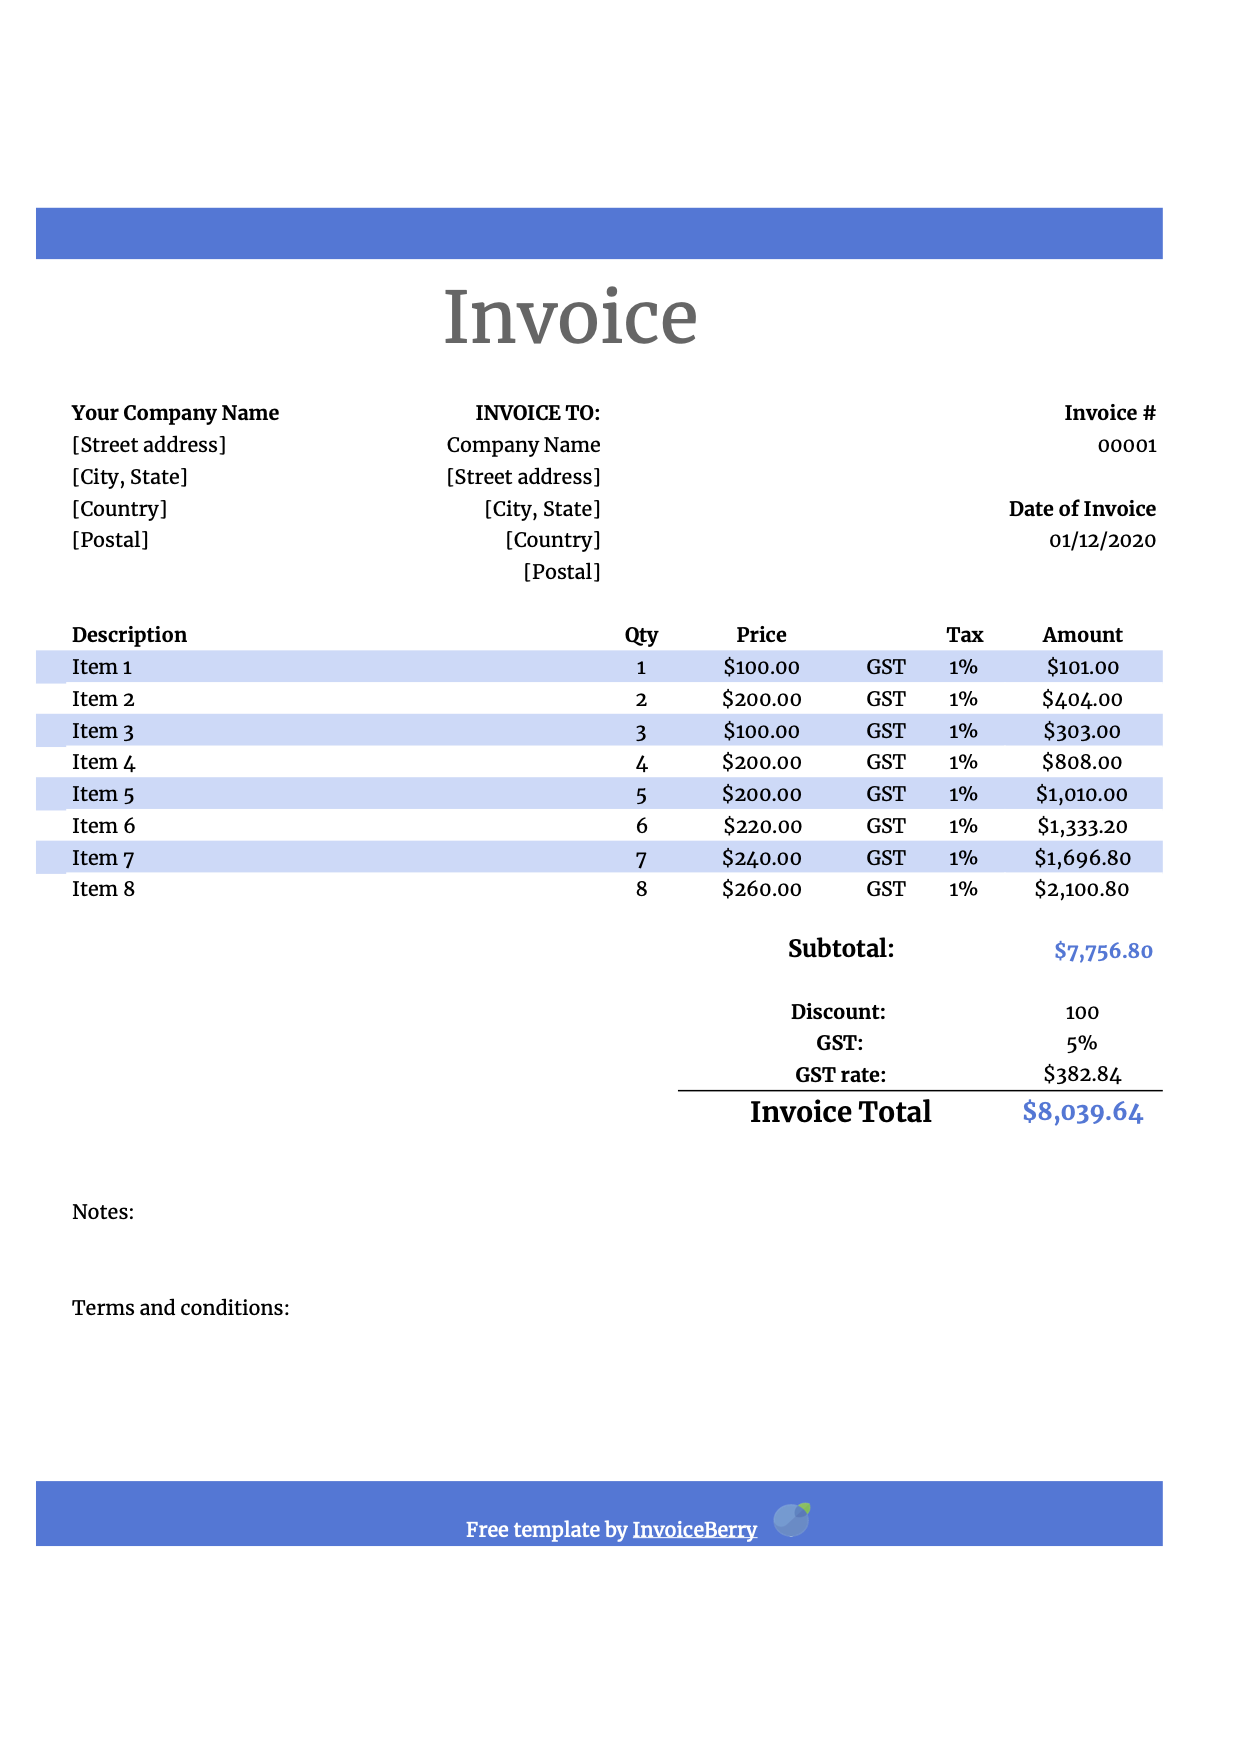 Invoice
Your Company Name INVOICE TO: Invoice #
[Street address] Company Name 00001
[City, State] [Street address]
[Country] [City, State] Date of Invoice
[Postal] [Country] 01/12/2020
[Postal]
Description Qty Price Tax Amount
Item 1 1 $100.00 GST 1% $101.00
Item 2 2 $200.00 GST 1% $404.00
Item 3 3 $100.00 GST 1% $303.00
Item 4 4 $200.00 GST 1% $808.00
Item 5 5 $200.00 GST 1% $1,010.00
Item 6 6 $220.00 GST 1% $1,333.20
Item 7 7 $240.00 GST 1% $1,696.80
Item 8 8 $260.00 GST 1% $2,100.80
Subtotal: $7,756.80
Discount: 100
GST: 5%
GST rate: $382.84
Invoice Total $8,039.64
Notes:
Terms and conditions:
Free template by InvoiceBerry